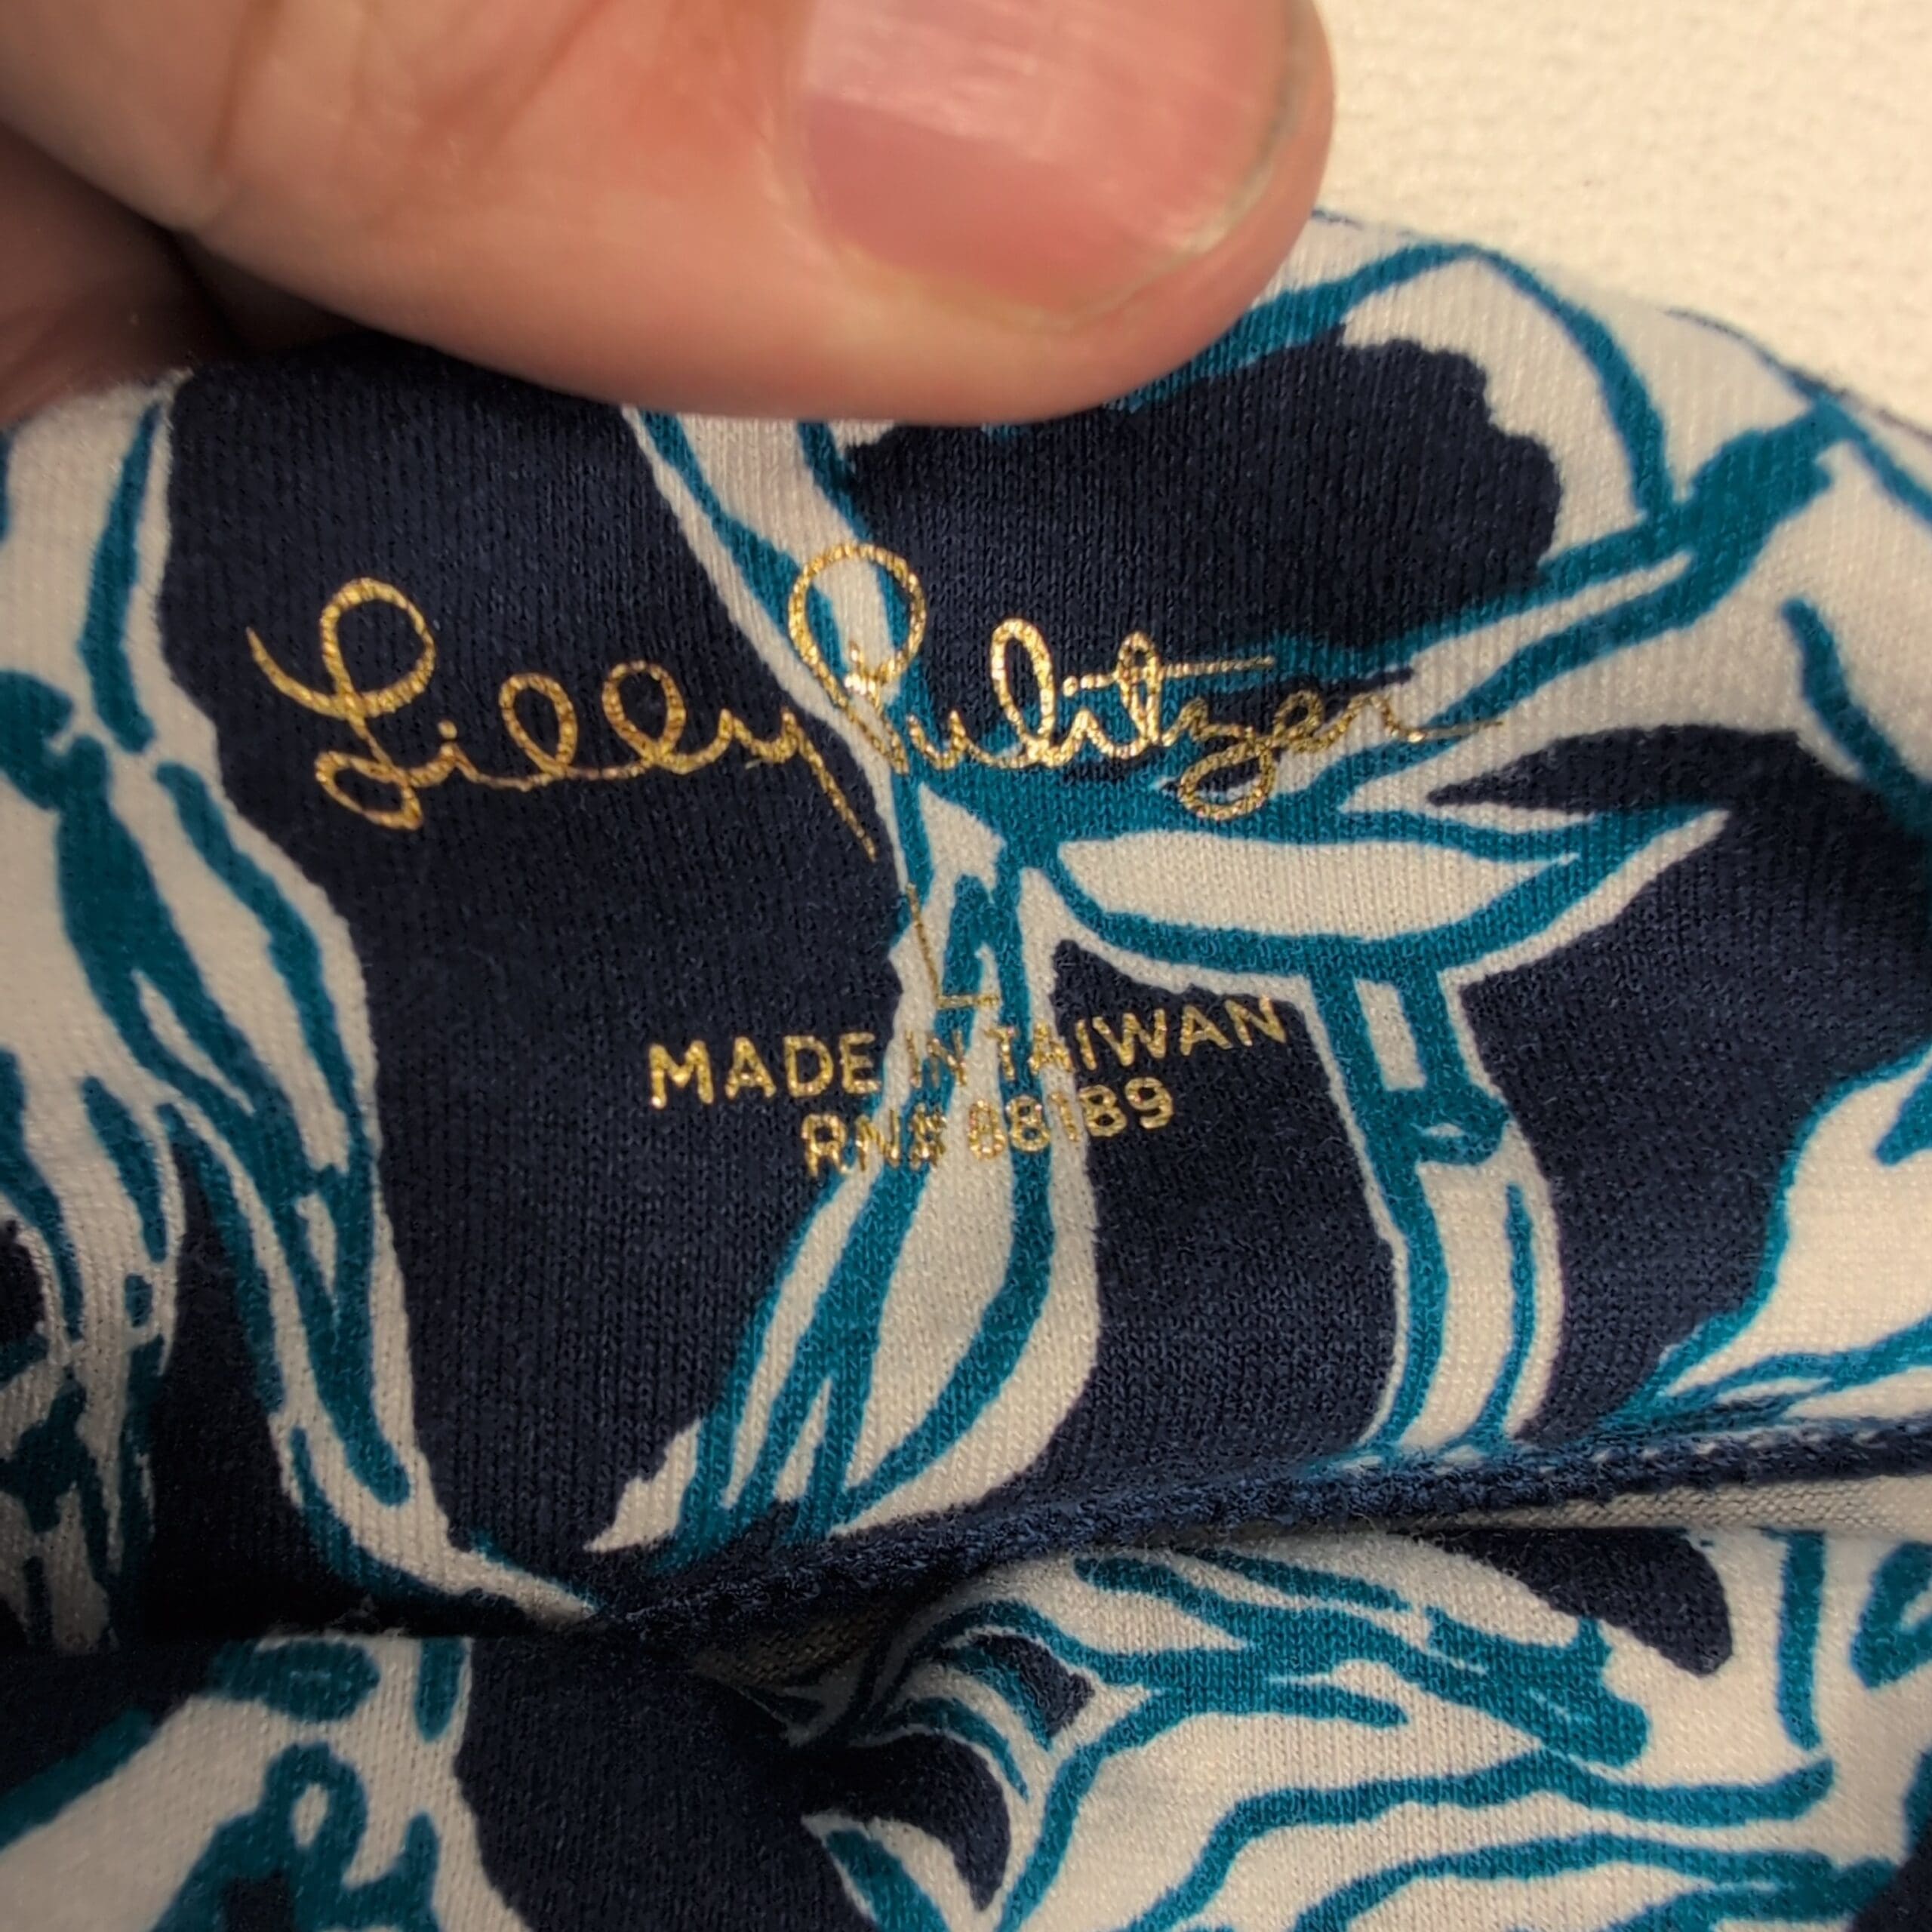 Lilly Pulitzer
L
MADE IN TAIWAN
RN# 88189